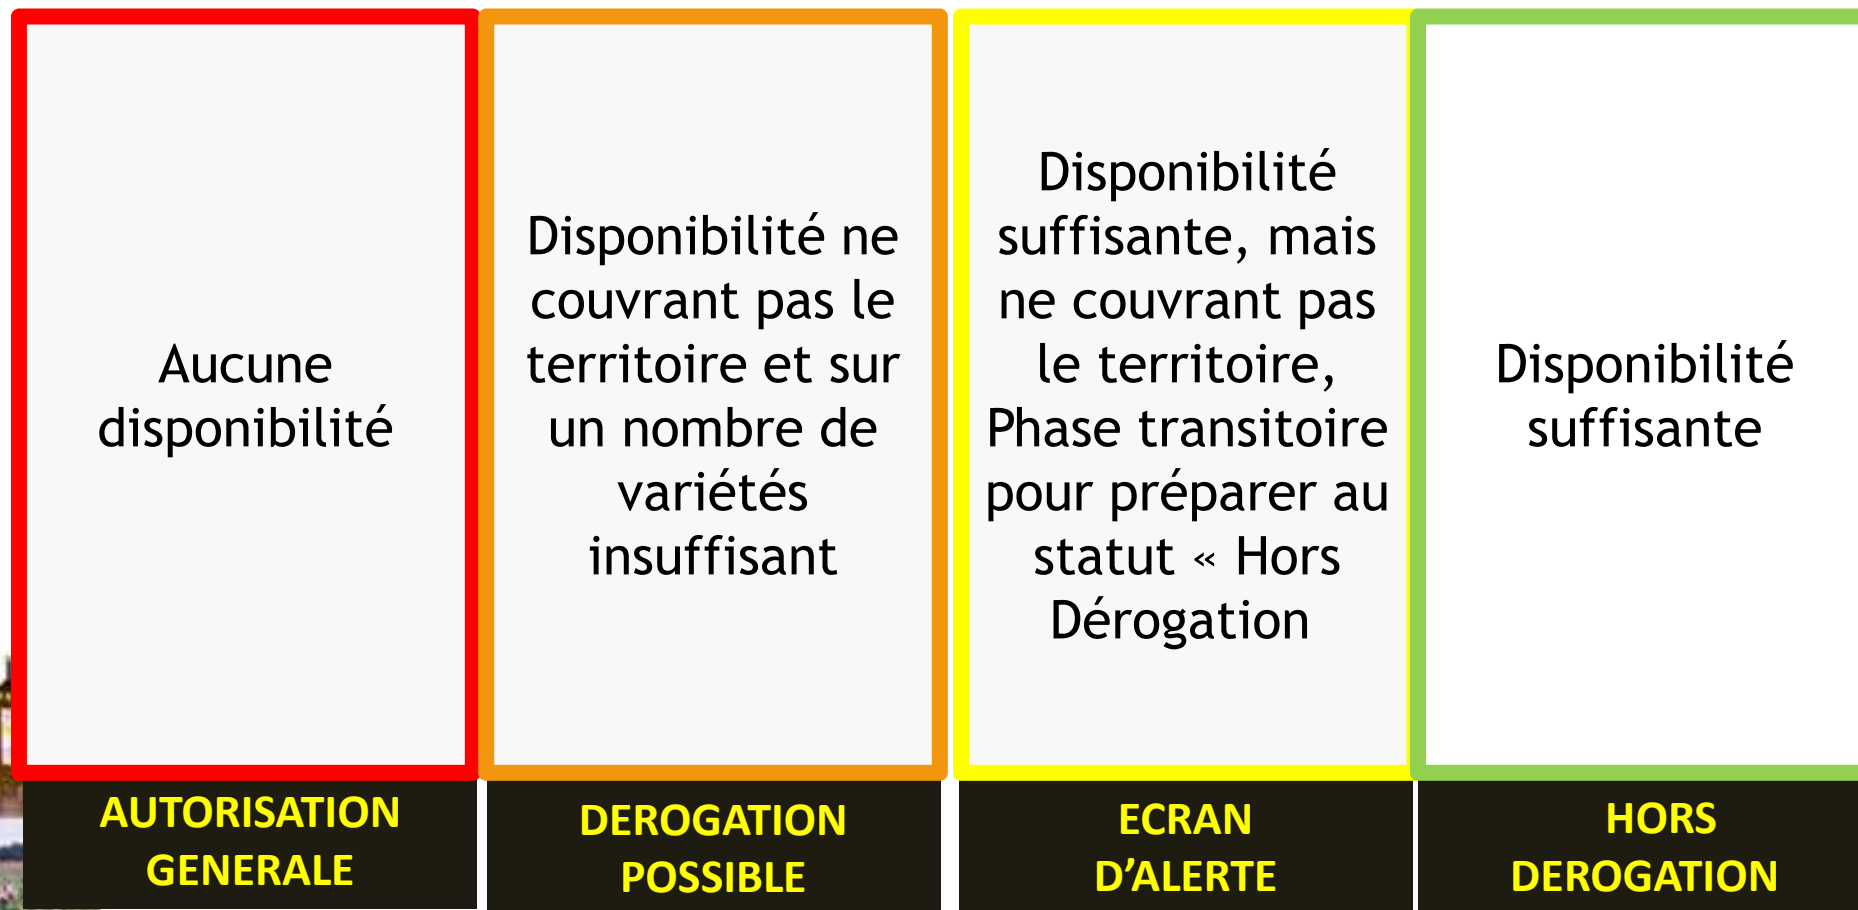 Aucune
disponibilité
AUTORISATION
GENERALE
Disponibilité ne
couvrant pas le
territoire et sur
un nombre de
variétés
insuffisant
DEROGATION
POSSIBLE
Disponibilité
suffisante, mais
ne couvrant pas
le territoire,
Phase transitoire
pour préparer au
statut « Hors
Dérogation
ECRAN
D’ALERTE
Disponibilité
suffisante
HORS
DEROGATION